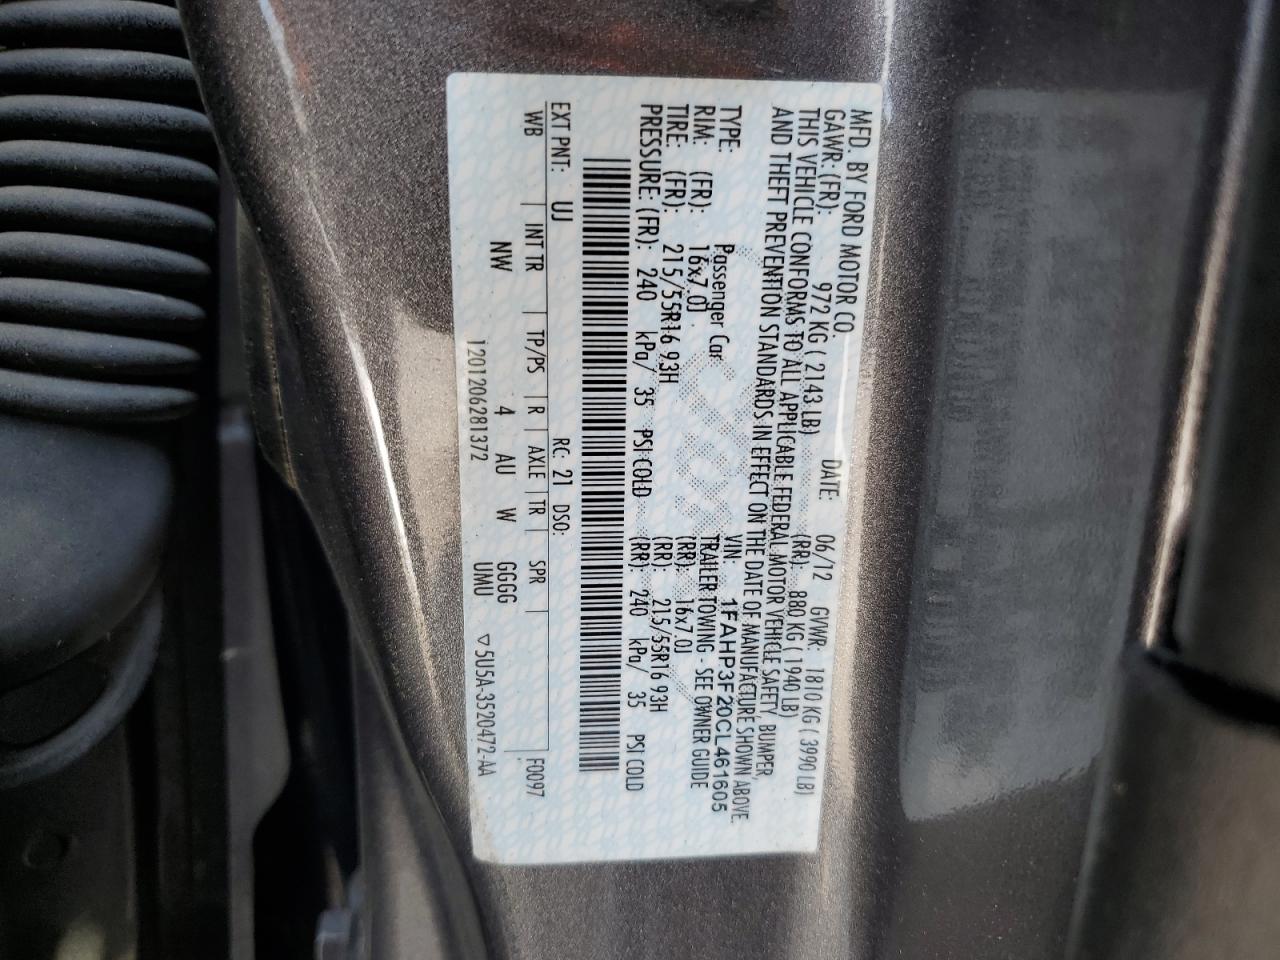 MFD. BY FORD MOTOR CO.
DATE: 06/12 GVWR: 1810 KG ( 3990 LB)
GAWR: (FR): 972 KG ( 2143 LB) (RR): 880 KG ( 1940 LB)
THIS VEHICLE CONFORMS TO ALL APPLICABLE FEDERAL MOTOR VEHICLE SAFETY, BUMPER,
AND THEFT PREVENTION STANDARDS IN EFFECT ON THE DATE OF MANUFACTURE SHOWN ABOVE.
VIN: 1FAHP3F20CL461605
TYPE: Passenger Car TRAILER TOWING - SEE OWNER GUIDE
RIM: (FR): 16x7.0J (RR): 16x7.0J
TIRE: (FR): 215/55R16 93H (RR): 215/55R16 93H
PRESSURE: (FR): 240 kPa/ 35 PSI COLD (RR): 240 kPa/ 35 PSI COLD
EXT PNT: UJ RC: 21 DSO: F0097
WB INT TR TP/PS R AXLE TR SPR
NW 4 AU W GGGG
UMU
1201206281372 ▽5U5A-3520472-AA